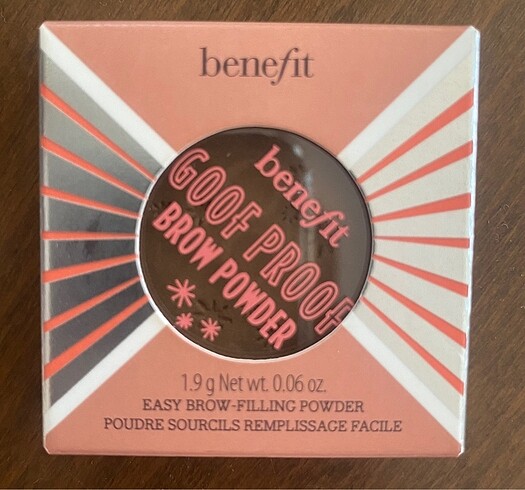 benefit
benefit
GOOF PROOF
BROW POWDER
1.9 g Net wt. 0.06 oz.
EASY BROW-FILLING POWDER
POUDRE SOURCILS REMPLISSAGE FACILE